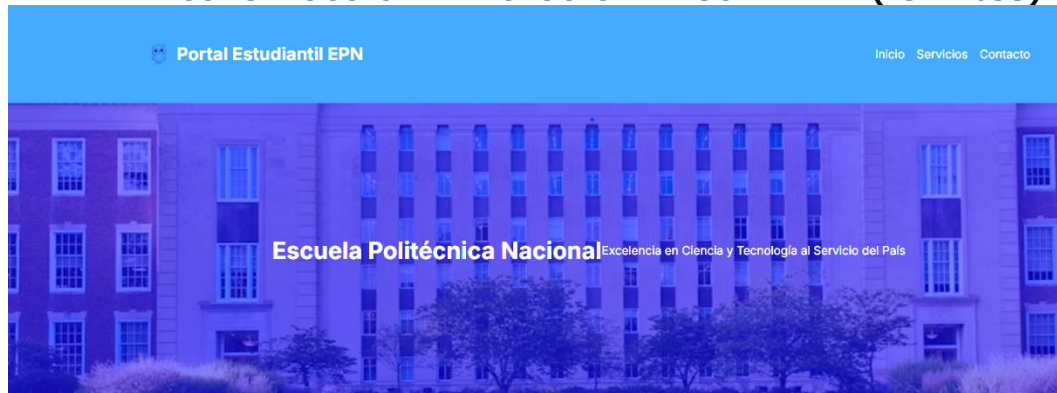 Portal Estudiantil EPN
Inicio Servicios Contacto
Escuela Politécnica Nacional Excelencia en Ciencia y Tecnología al Servicio del País